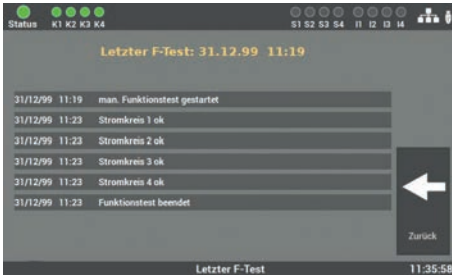 Status K1 K2 K3 K4 S1 S2 S3 S4 I1 I2 I3 I4
Letzter F-Test: 31.12.99 11:19
31/12/99 11:19 man. Funktionstest gestartet
31/12/99 11:23 Stromkreis 1 ok
31/12/99 11:23 Stromkreis 2 ok
31/12/99 11:23 Stromkreis 3 ok
31/12/99 11:23 Stromkreis 4 ok
31/12/99 11:23 Funktionstest beendet
Zurück
Letzter F-Test 11:35:58